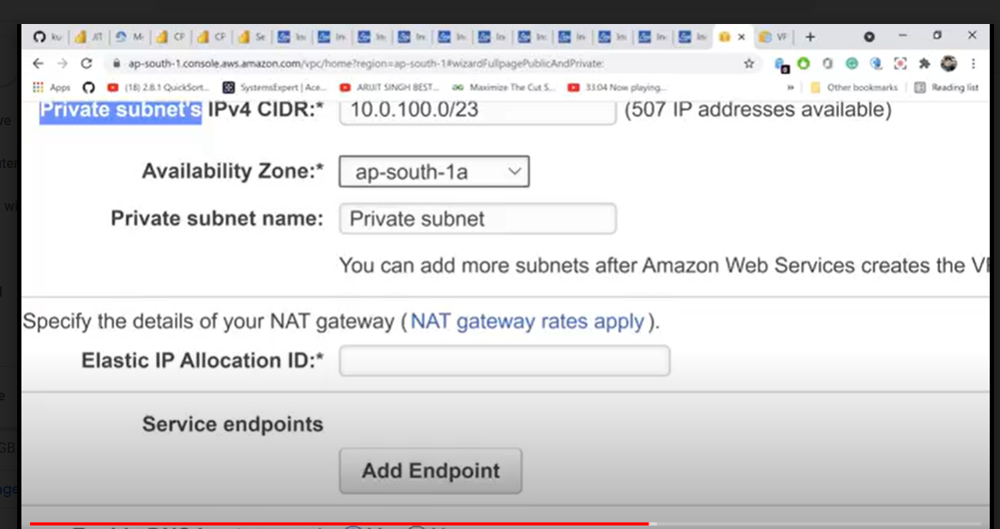 ku JIT M CP CP Se Inv In In In In In In In In In In VP
ap-south-1.console.aws.amazon.com/vpc/home?region=ap-south-1#wizardFullpagePublicAndPrivate:
Apps (18) 2.8.1 QuickSort... SystemsExpert | Ace... ARIJIT SINGH BEST... Maximize The Cut S... 33:04 Now playing... » Other bookmarks Reading list
Private subnet's IPv4 CIDR:* 10.0.100.0/23 (507 IP addresses available)
Availability Zone:* ap-south-1a
Private subnet name: Private subnet
You can add more subnets after Amazon Web Services creates the VP
Specify the details of your NAT gateway (NAT gateway rates apply).
Elastic IP Allocation ID:*
Service endpoints
Add Endpoint